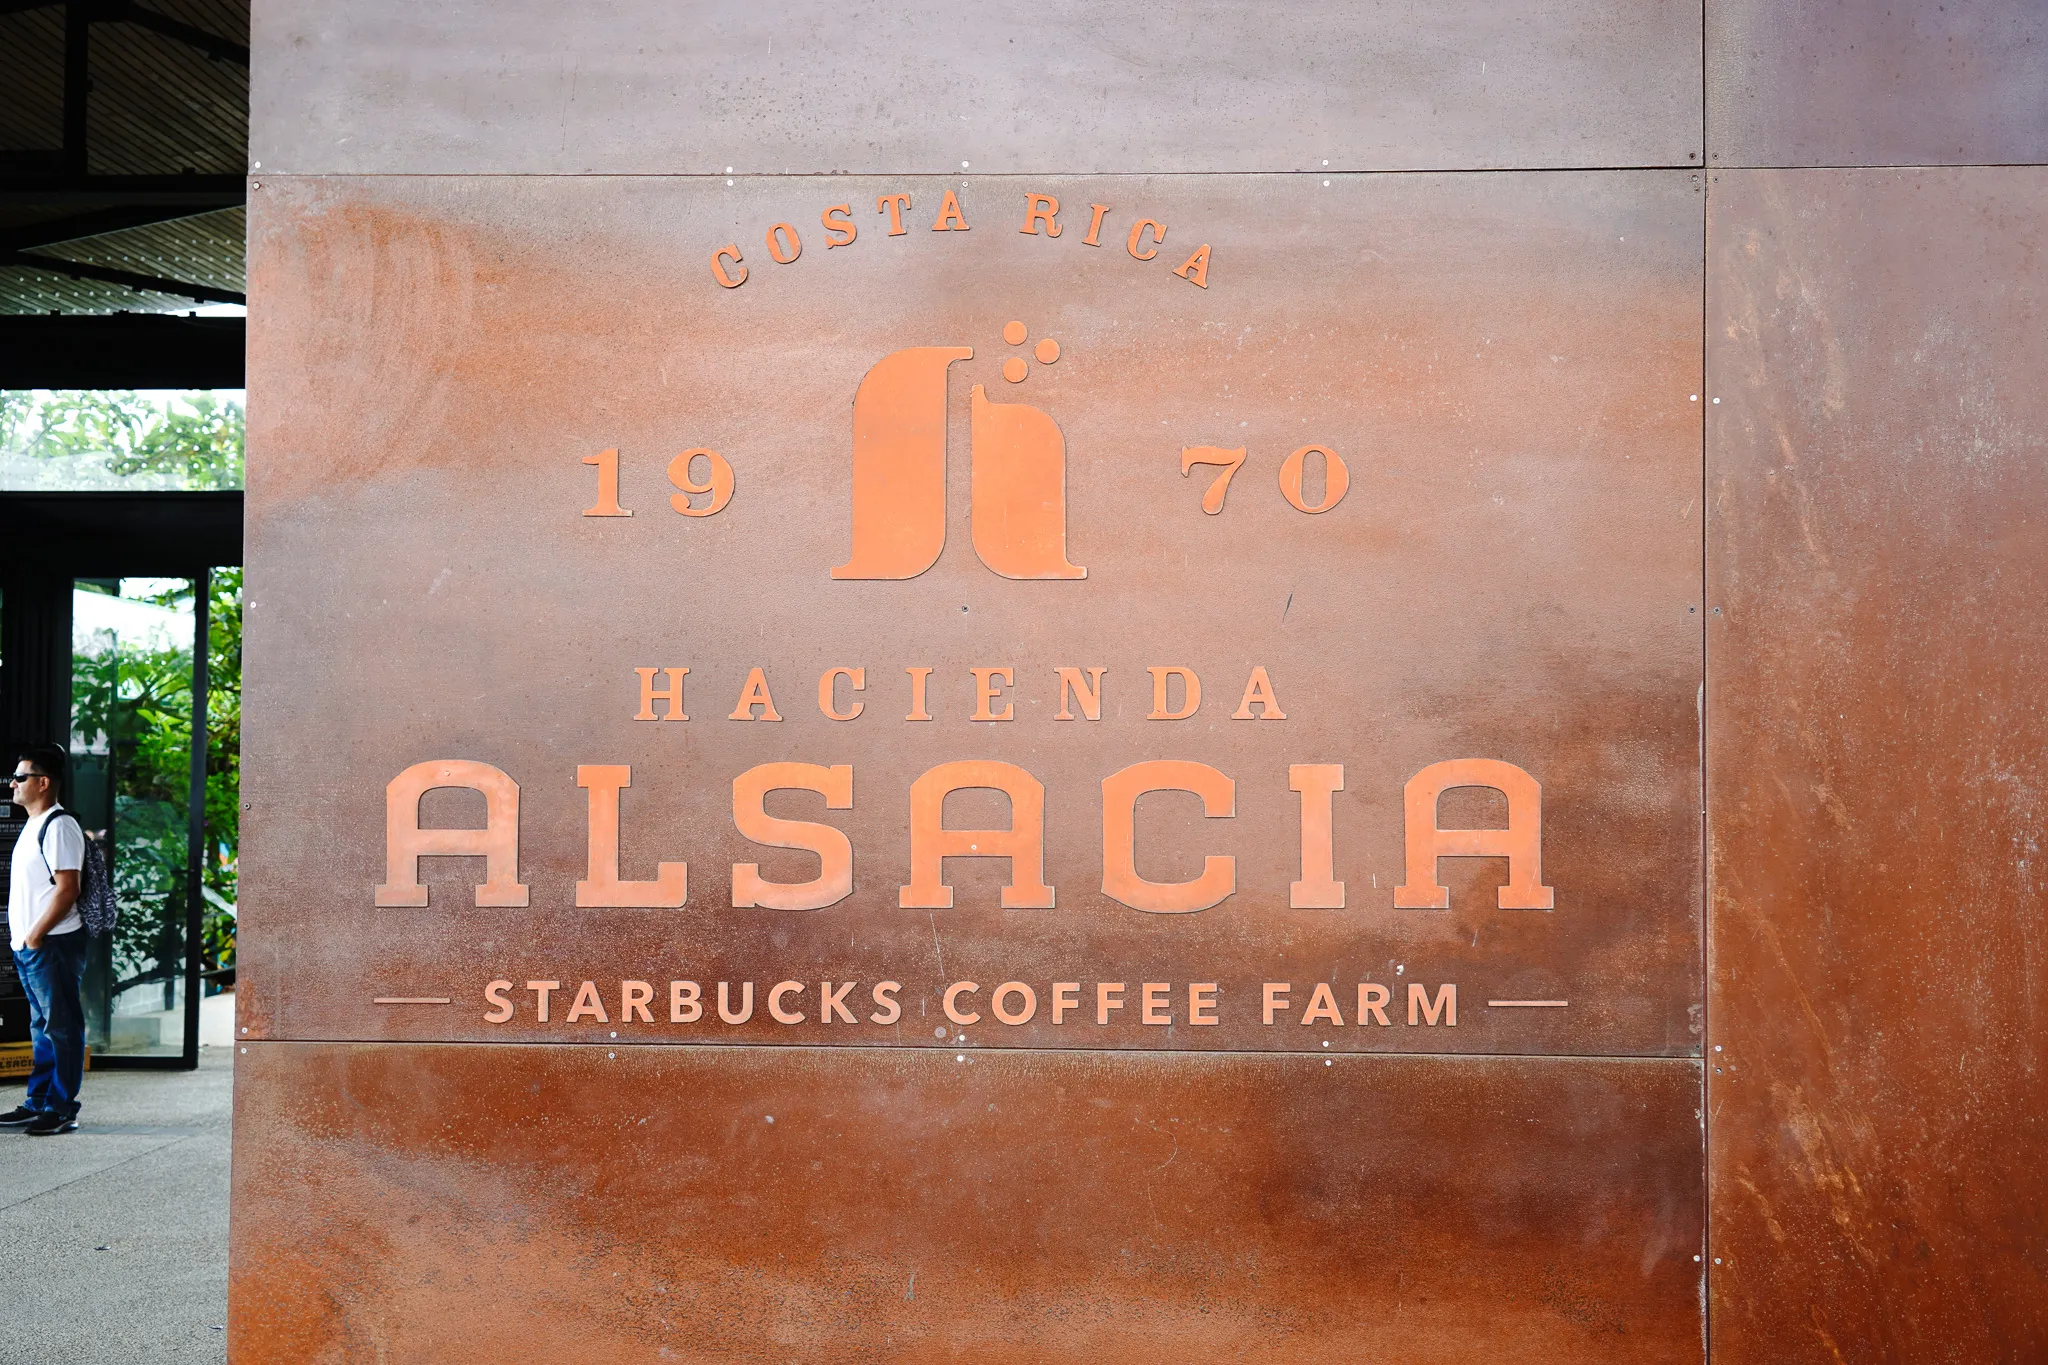 COSTA RICA
19 70
HACIENDA
ALSACIA
STARBUCKS COFFEE FARM